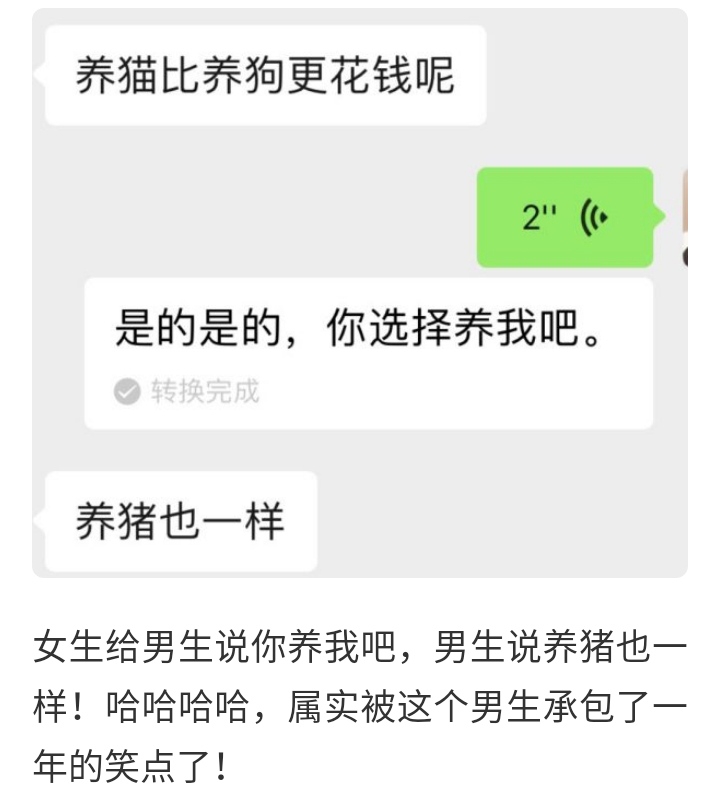 养猫比养狗更花钱呢
2''
是的是的，你选择养我吧。
转换完成
养猪也一样
女生给男生说你养我吧，男生说养猪也一
样！哈哈哈哈，属实被这个男生承包了一
年的笑点了！